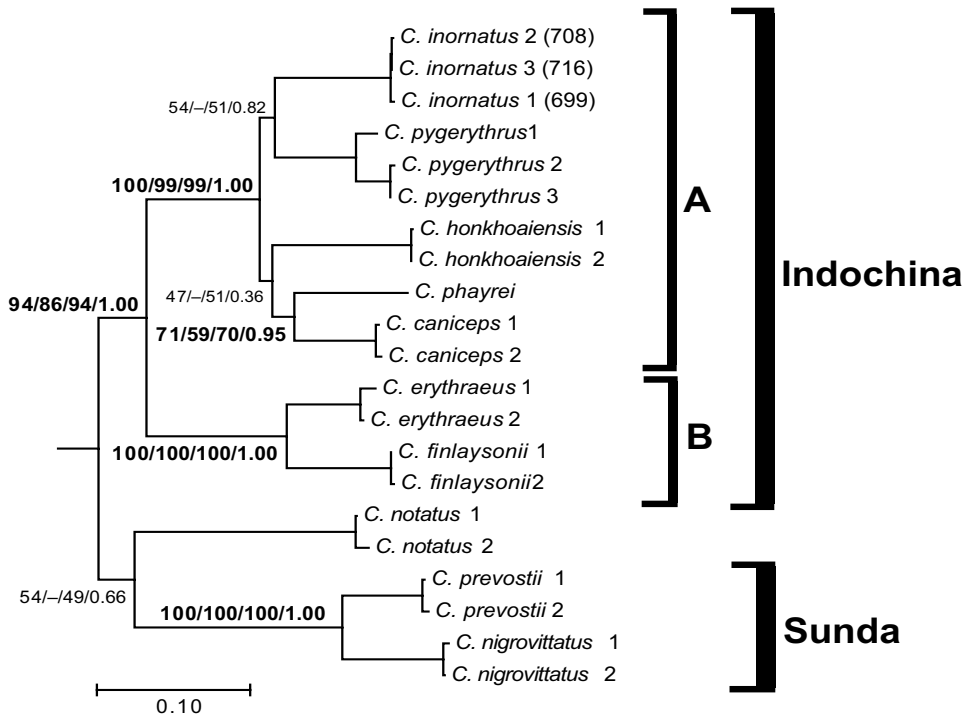 C. inornatus 2 (708)
C. inornatus 3 (716)
54/–/51/0.82
C. inornatus 1 (699)
C. pygerythrus1
C. pygerythrus 2
100/99/99/1.00
C. pygerythrus 3
A
C. honkhoaiensis 1
C. honkhoaiensis 2
Indochina
47/–/51/0.36
C. phayrei
94/86/94/1.00
C. caniceps 1
71/59/70/0.95
C. caniceps 2
C. erythraeus 1
C. erythraeus 2
B
100/100/100/1.00
C. finlaysonii 1
C. finlaysonii2
C. notatus 1
C. notatus 2
C. prevostii 1
54/–/49/0.66
100/100/100/1.00
C. prevostii 2
Sunda
C. nigrovittatus 1
C. nigrovittatus 2
0.10